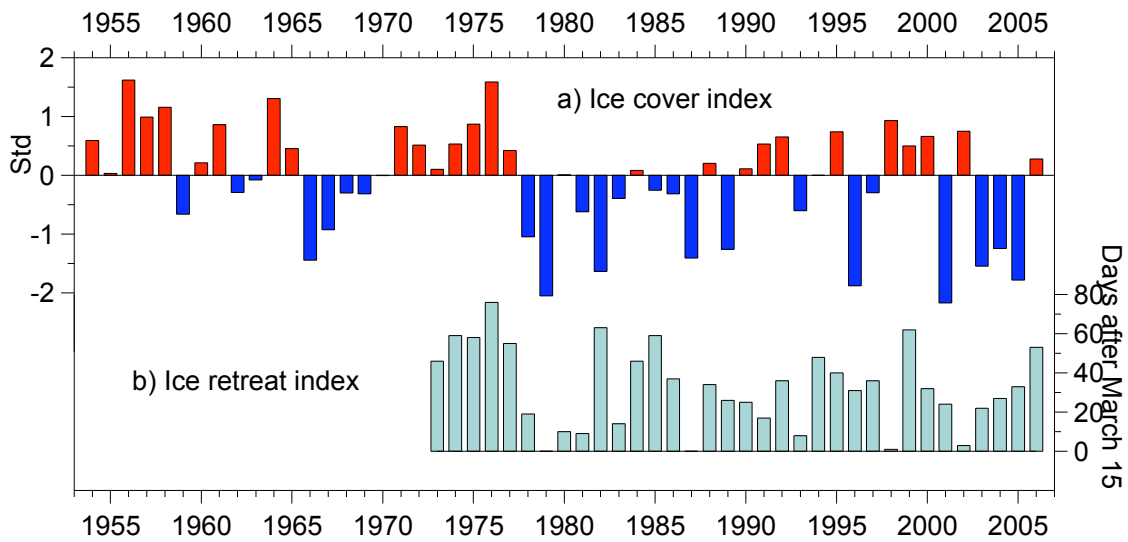 1955 1960 1965 1970 1975 1980 1985 1990 1995 2000 2005
2
a) Ice cover index
1
Std
0
-1
-2
80
60
b) Ice retreat index
40
20
0
Days after March 15
1955 1960 1965 1970 1975 1980 1985 1990 1995 2000 2005